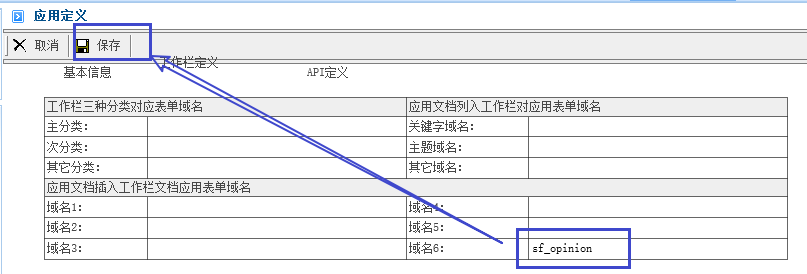 应用定义
取消 保存
工作栏定义
基本信息 API定义
工作栏三种分类对应表单域名 应用文档列入工作栏对应用表单域名
主分类: 关键字域名:
次分类: 主题域名:
其它分类: 其它域名:
应用文档插入工作栏文档应用表单域名
域名1: 域名4:
域名2: 域名5:
域名3: 域名6: sf_opinion